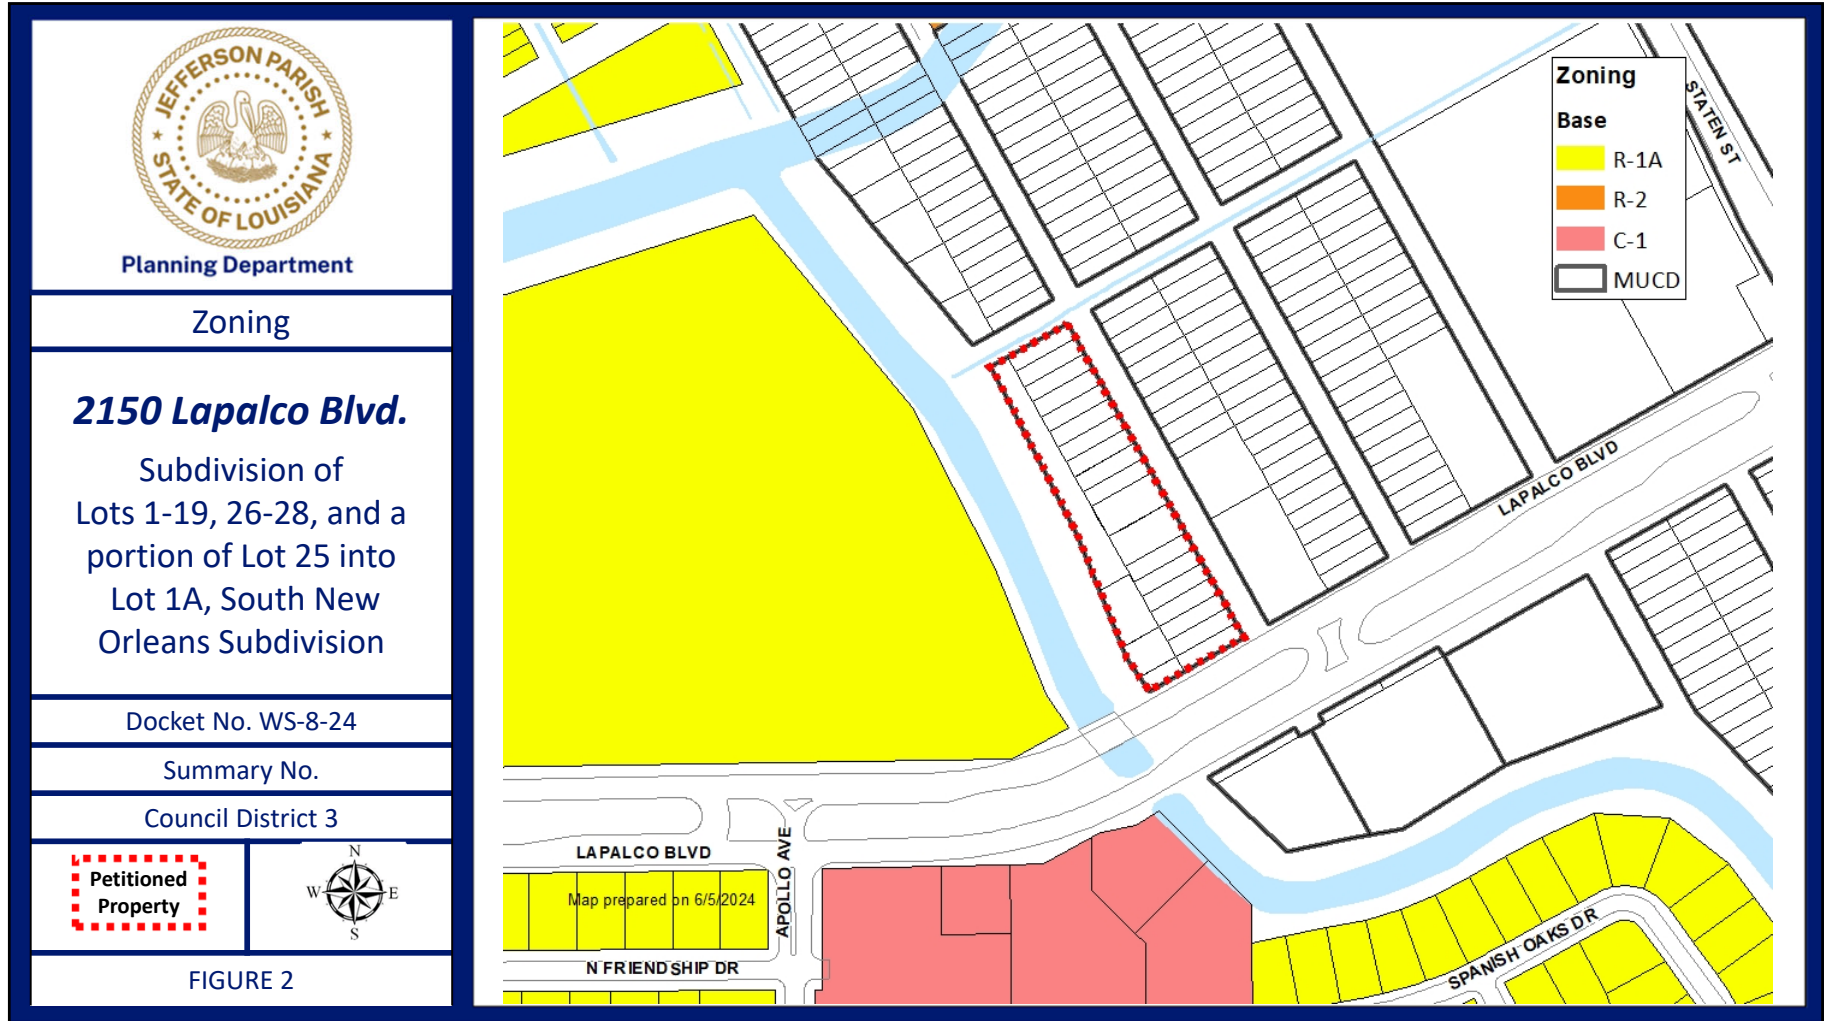 JEFFERSON PARISH
STATE OF LOUISIANA
Planning Department
Zoning
2150 Lapalco Blvd.
Subdivision of
Lots 1-19, 26-28, and a
portion of Lot 25 into
Lot 1A, South New
Orleans Subdivision
Docket No. WS-8-24
Summary No.
Council District 3
Petitioned
Property
N
W
E
S
FIGURE 2
Zoning
Base
R-1A
R-2
C-1
MUCD
STATEN ST
LAPALCO BLVD
LAPALCO BLVD
APOLLO AVE
Map prepared on 6/5/2024
N FRIENDSHIP DR
SPANISH OAKS DR